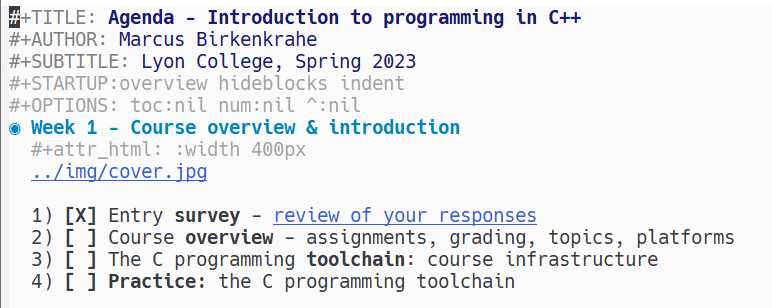 #+TITLE: Agenda - Introduction to programming in C++
#+AUTHOR: Marcus Birkenkrahe
#+SUBTITLE: Lyon College, Spring 2023
#+STARTUP:overview hideblocks indent
#+OPTIONS: toc:nil num:nil ^:nil
◉ Week 1 - Course overview & introduction
#+attr_html: :width 400px
../img/cover.jpg
1) [X] Entry survey - review of your responses
2) [ ] Course overview - assignments, grading, topics, platforms
3) [ ] The C programming toolchain: course infrastructure
4) [ ] Practice: the C programming toolchain